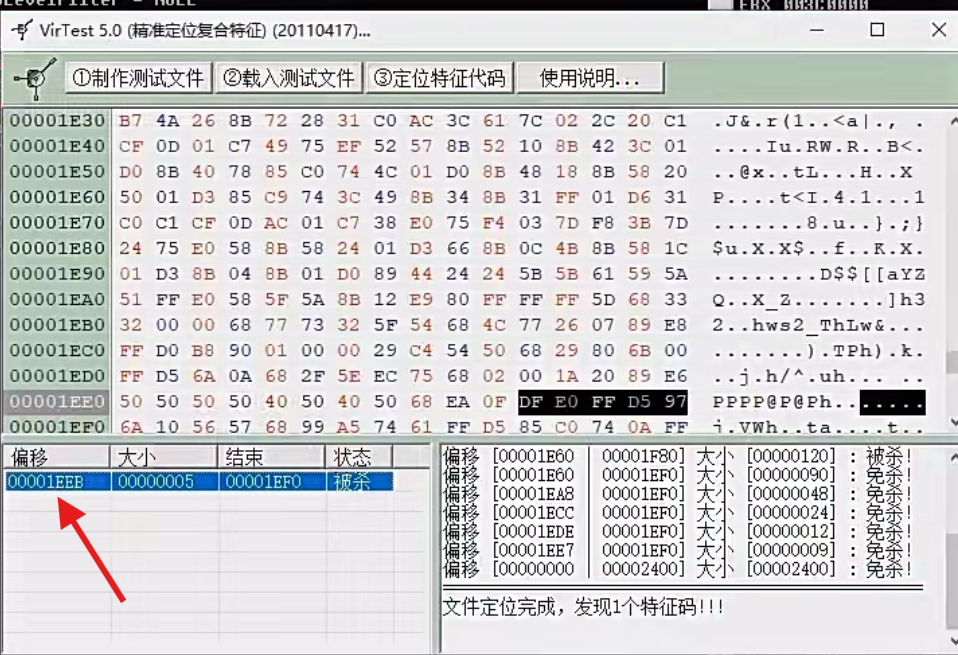 VirTest 5.0 (精准定位复合特征) (20110417)...
①制作测试文件 ②载入测试文件 ③定位特征代码 使用说明...
00001E30 B7 4A 26 8B 72 28 31 C0 AC 3C 61 7C 02 2C 20 C1 .J&.r(1..<a|., .
00001E40 CF 0D 01 C7 49 75 EF 52 57 8B 52 10 8B 42 3C 01 ....Iu.RW.R..B<.
00001E50 D0 8B 40 78 85 C0 74 4C 01 D0 8B 48 18 8B 58 20 ..@x..tL...H..X
00001E60 50 01 D3 85 C9 74 3C 49 8B 34 8B 31 FF 01 D6 31 P....t<I.4.1...1
00001E70 C0 C1 CF 0D AC 01 C7 38 E0 75 F4 03 7D F8 3B 7D .......8.u..}.;}
00001E80 24 75 E0 58 8B 58 24 01 D3 66 8B 0C 4B 8B 58 1C $u.X.X$..f..K.X.
00001E90 01 D3 8B 04 8B 01 D0 89 44 24 24 5B 5B 61 59 5A ........D$$[[aYZ
00001EA0 51 FF E0 58 5F 5A 8B 12 E9 80 FF FF FF 5D 68 33 Q..X_Z.......]h3
00001EB0 32 00 00 68 77 73 32 5F 54 68 4C 77 26 07 89 E8 2..hws2_ThLw&...
00001EC0 FF D0 B8 90 01 00 00 29 C4 54 50 68 29 80 6B 00 .......).TPh).k.
00001ED0 FF D5 6A 0A 68 2F 5E EC 75 68 02 00 1A 20 89 E6 ..j.h/^.uh... ..
00001EE0 50 50 50 50 40 50 40 50 68 EA 0F DF E0 FF D5 97 PPPP@P@Ph.......
00001EF0 6A 10 56 57 68 99 A5 74 61 FF D5 85 C0 74 0A FF j.VWh..ta....t..
偏移 大小 结束 状态
00001EEB 00000005 00001EF0 被杀
偏移 [00001E60 | 00001F80] 大小 [00000120] : 被杀!
偏移 [00001E60 | 00001EF0] 大小 [00000090] : 免杀!
偏移 [00001EA8 | 00001EF0] 大小 [00000048] : 免杀!
偏移 [00001ECC | 00001EF0] 大小 [00000024] : 免杀!
偏移 [00001EDE | 00001EF0] 大小 [00000012] : 免杀!
偏移 [00001EE7 | 00001EF0] 大小 [00000009] : 免杀!
偏移 [00000000 | 00002400] 大小 [00002400] : 免杀!
文件定位完成，发现1个特征码!!!